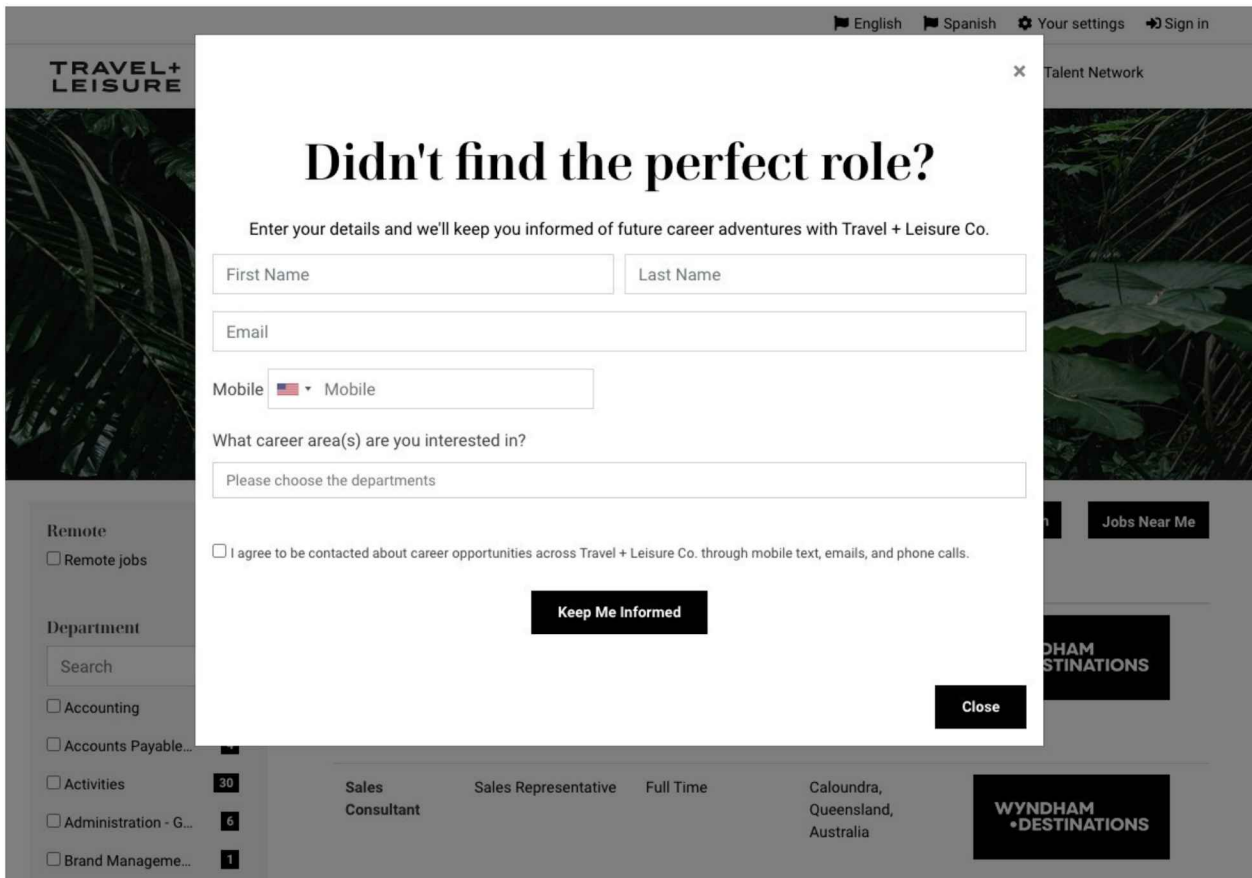 English Spanish Your settings Sign in
TRAVEL+
LEISURE
× Talent Network
Didn't find the perfect role?
Enter your details and we'll keep you informed of future career adventures with Travel + Leisure Co.
First Name Last Name
Email
Mobile Mobile
What career area(s) are you interested in?
Please choose the departments
Jobs Near Me
Remote
Remote jobs
I agree to be contacted about career opportunities across Travel + Leisure Co. through mobile text, emails, and phone calls.
Keep Me Informed
Department
Search
DHAM
STINATIONS
Accounting
Close
Accounts Payable...
Activities 30
Administration - G... 6
Brand Manageme... 1
Sales Consultant Sales Representative Full Time Caloundra,
Queensland,
Australia
WYNDHAM
•DESTINATIONS